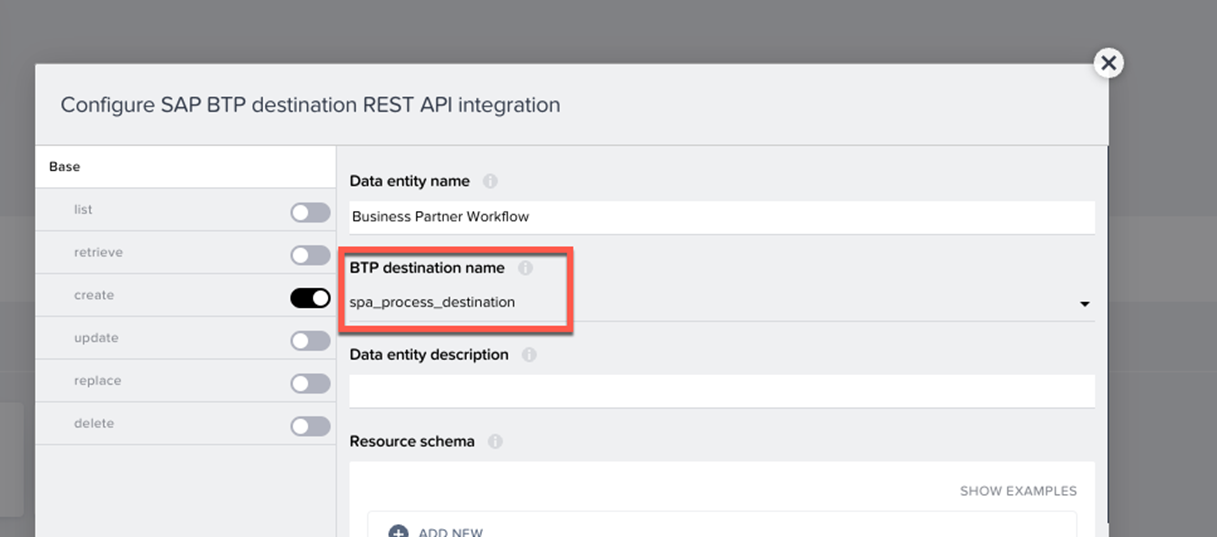 Configure SAP BTP destination REST API integration
Base
list
retrieve
create
update
replace
delete
Data entity name
Business Partner Workflow
BTP destination name
spa_process_destination
Data entity description
Resource schema
SHOW EXAMPLES
ADD NEW